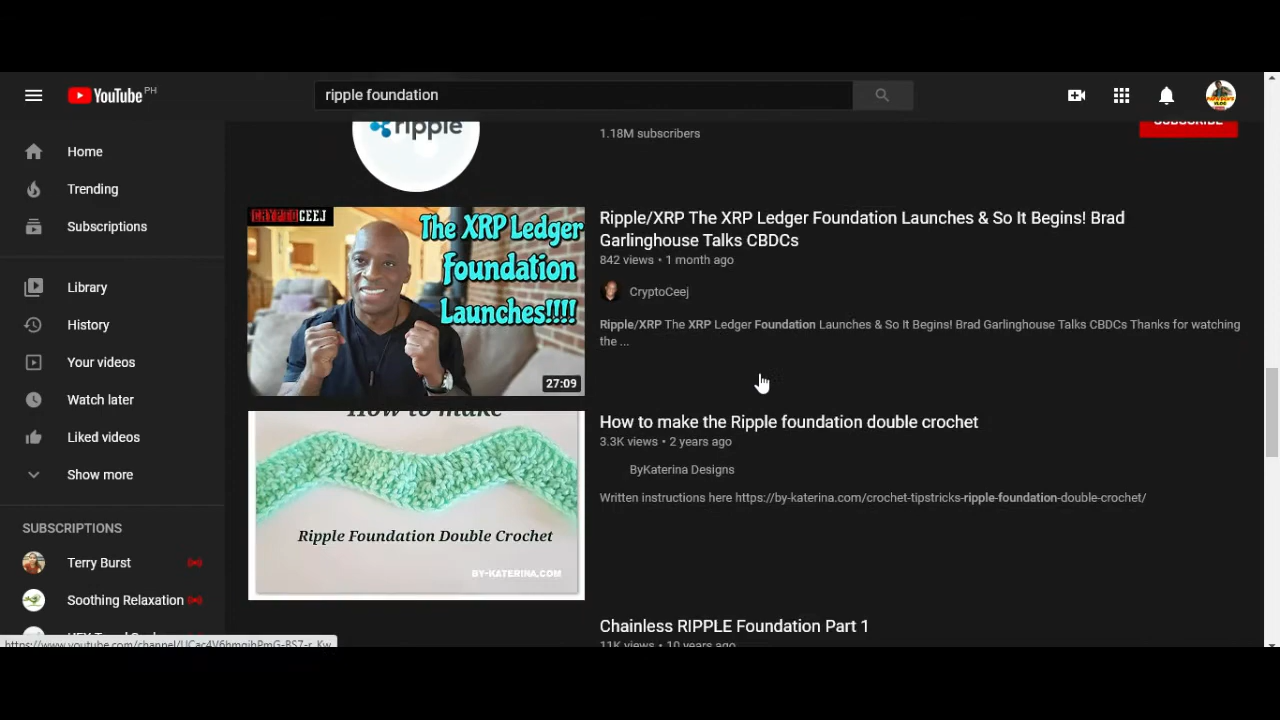 YouTube PH
ripple foundation
Home
Trending
Subscriptions
Library
History
Your videos
Watch later
Liked videos
Show more
SUBSCRIPTIONS
Terry Burst
Soothing Relaxation
ripple
1.18M subscribers
SUBSCRIBE
CRYPTOCEEJ
The XRP Ledger
Foundation
Launches!!!!
27:09
Ripple/XRP The XRP Ledger Foundation Launches & So It Begins! Brad
Garlinghouse Talks CBDCs
842 views • 1 month ago
CryptoCeej
Ripple/XRP The XRP Ledger Foundation Launches & So It Begins! Brad Garlinghouse Talks CBDCs Thanks for watching
the ...
How to make
Ripple Foundation Double Crochet
BY-KATERINA.COM
How to make the Ripple foundation double crochet
3.3K views • 2 years ago
ByKaterina Designs
Written instructions here https://by-katerina.com/crochet-tipstricks-ripple-foundation-double-crochet/
Chainless RIPPLE Foundation Part 1
11K views • 10 years ago